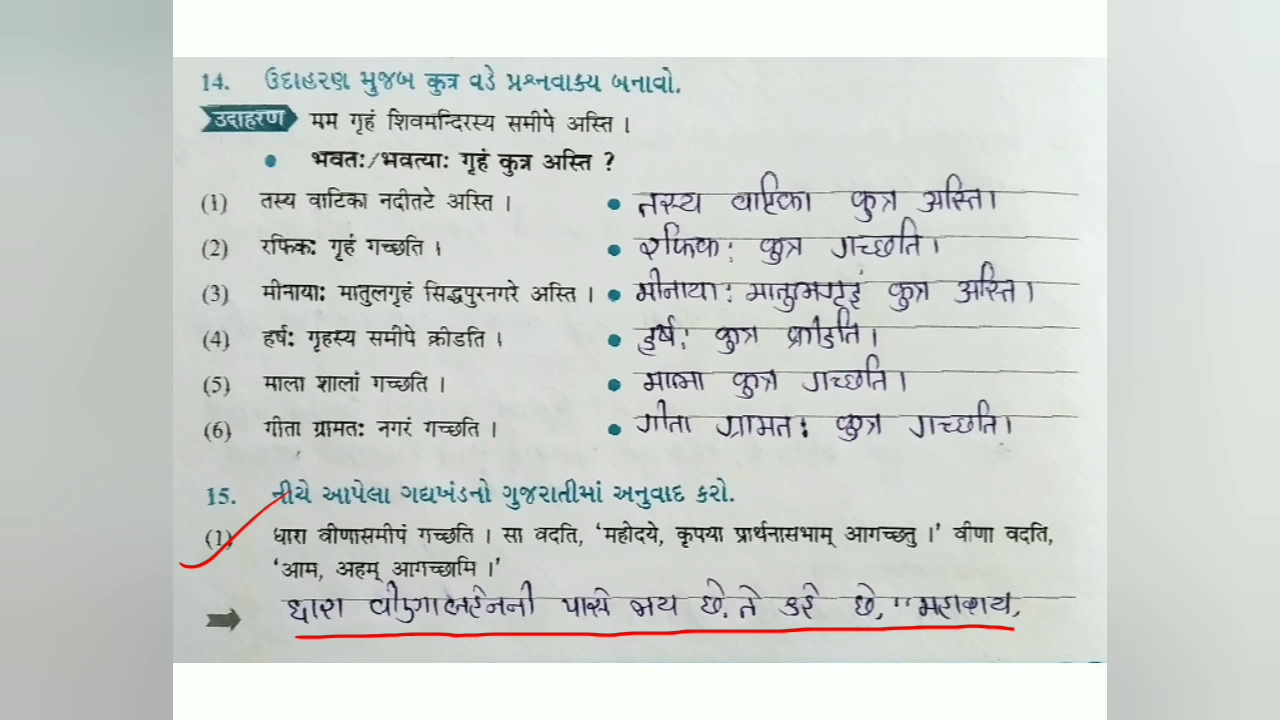 14. ઉદાહરણ મુજબ कुत्र વડે પ્રશ્નવાક્ય બનાવો.
उदाहरण मम गृहं शिवमन्दिरस्य समीपे अस्ति ।
• भवतः/भवत्याः गृहं कुत्र अस्ति ?
(1) तस्य वाटिका नदीतटे अस्ति । • तस्य वाटिका कुत्र अस्ति।
(2) रफिकः गृहं गच्छति । • रफिकः कुत्र गच्छति।
(3) मीनायाः मातुलगृहं सिद्धपुरनगरे अस्ति । • मीनायाः मातुलगृहं कुत्र अस्ति।
(4) हर्षः गृहस्य समीपे क्रीडति । • हर्षः कुत्र क्रीडति।
(5) माला शालां गच्छति । • माला कुत्र गच्छति।
(6) गीता ग्रामतः नगरं गच्छति । • गीता ग्रामतः कुत्र गच्छति।
15. નીચે આપેલા ગદ્યખંડનો ગુજરાતીમાં અનુવાદ કરો.
(1) धारा वीणासमीपं गच्छति । सा वदति, ‘महोदये, कृपया प्रार्थनासभाम् आगच्छतु ।’ वीणा वदति,
‘आम, अहम् आगच्छामि ।’
ધારા વીણાબહેનની પાસે જાય છે. તે કહે છે, "મહાશય,